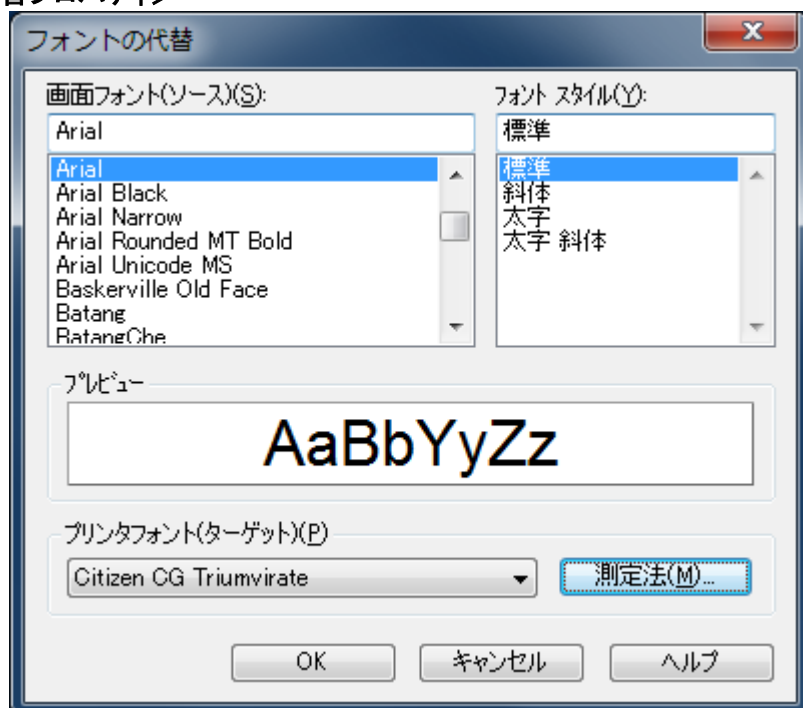 フォントの代替
画面フォント(ソース)(S):
Arial
Arial
Arial Black
Arial Narrow
Arial Rounded MT Bold
Arial Unicode MS
Baskerville Old Face
Batang
BatangChe
フォント スタイル(Y):
標準
標準
斜体
太字
太字 斜体
プレビュー
AaBbYyZz
プリンタフォント(ターゲット)(P)
Citizen CG Triumvirate
測定法(M)...
OK
キャンセル
ヘルプ